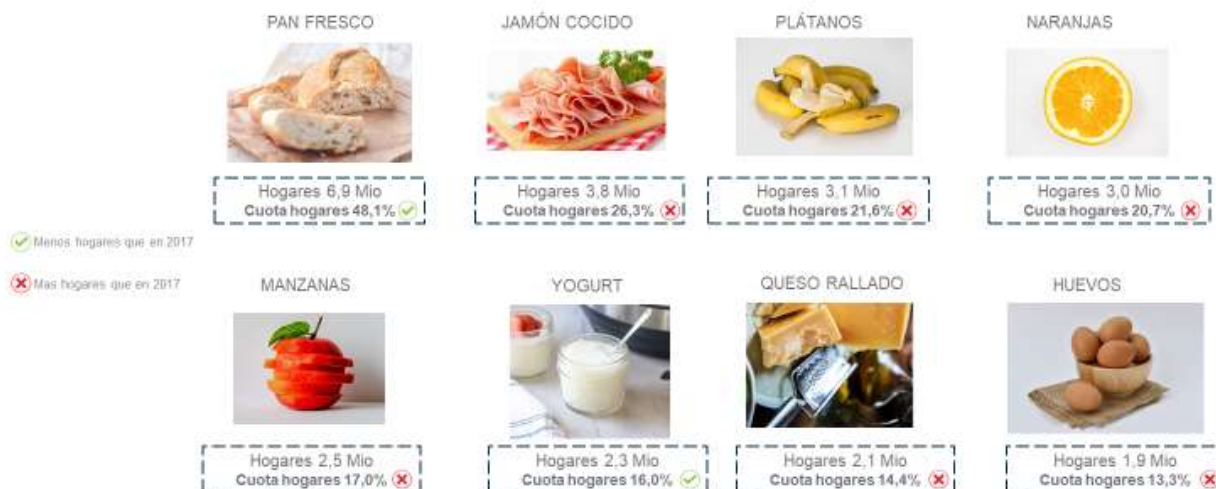 PAN FRESCO
JAMÓN COCIDO
PLÁTANOS
NARANJAS
Hogares 6,9 Mio
Cuota hogares 48,1%
Hogares 3,8 Mio
Cuota hogares 26,3%
Hogares 3,1 Mio
Cuota hogares 21,6%
Hogares 3,0 Mio
Cuota hogares 20,7%
Menos hogares que en 2017
Mas hogares que en 2017
MANZANAS
YOGURT
QUESO RALLADO
HUEVOS
Hogares 2,5 Mio
Cuota hogares 17,0%
Hogares 2,3 Mio
Cuota hogares 16,0%
Hogares 2,1 Mio
Cuota hogares 14,4%
Hogares 1,9 Mio
Cuota hogares 13,3%